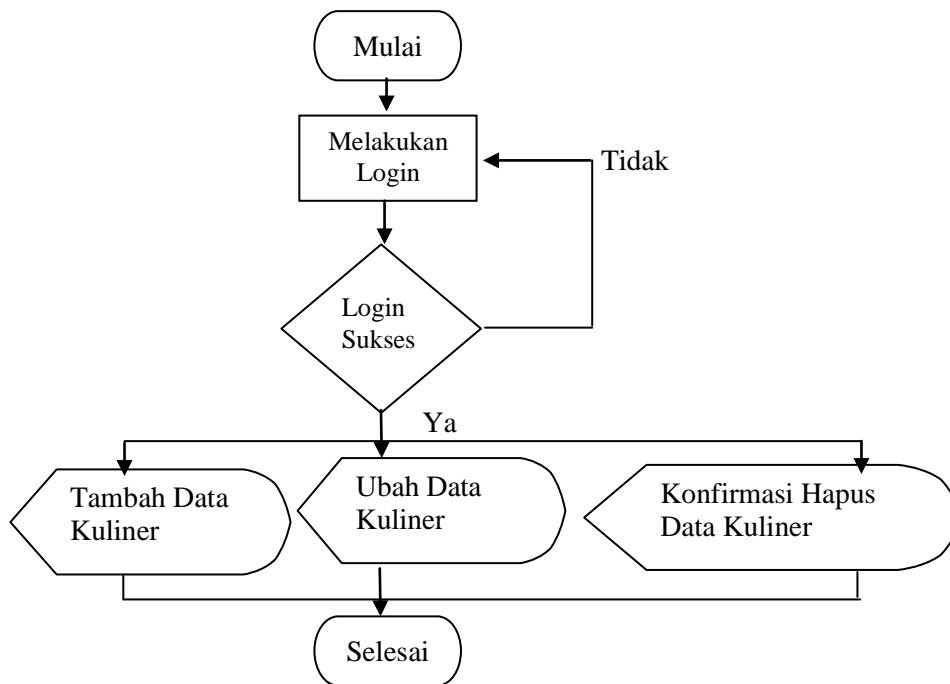 Mulai
Melakukan
Login
Tidak
Login
Sukses
Ya
Tambah Data
Kuliner
Ubah Data
Kuliner
Konfirmasi Hapus
Data Kuliner
Selesai